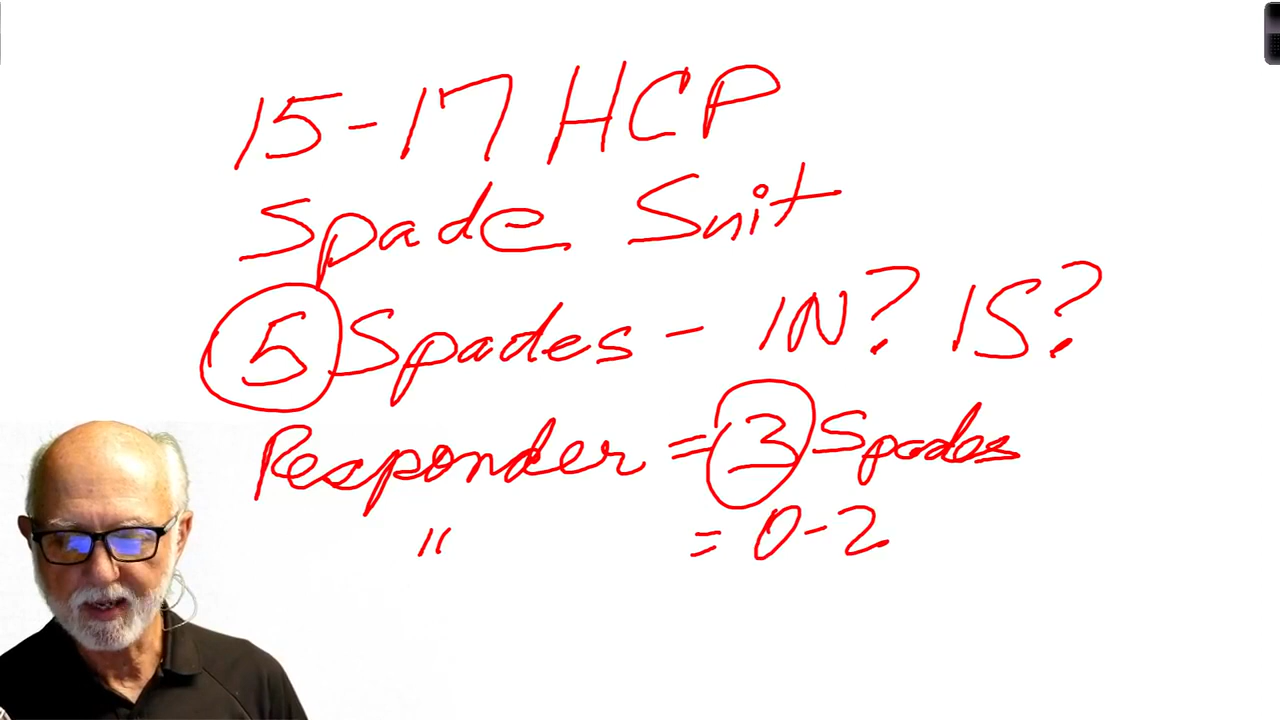 15-17 HCP
Spade Suit
5 Spades - 1N? 1S?
Responder = 3 Spades
" = 0-2